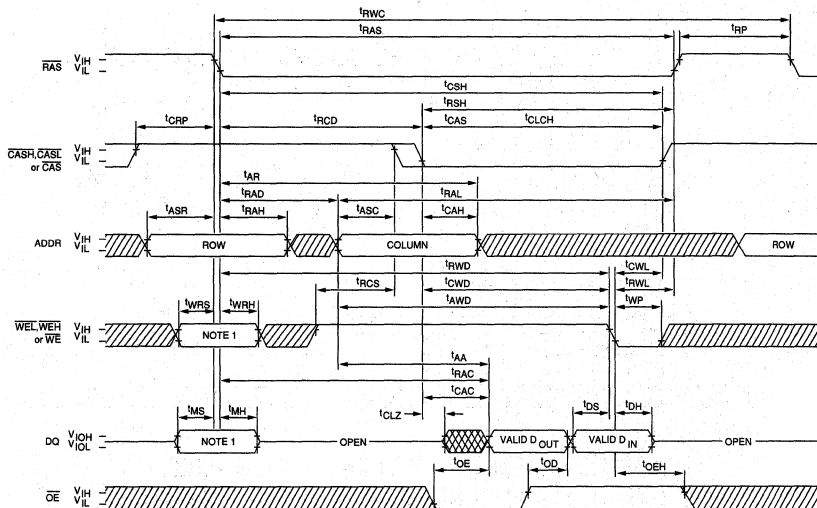 tRWC
tRAS
tRP
RAS VIH
VIL
tCSH
tRSH
tCRP
tRCD
tCAS
tCLCH
CASH,CASL
or CAS
VIH
VIL
tAR
tRAD
tRAL
tASR
tRAH
tASC
tCAH
ADDR VIH
VIL
ROW
COLUMN
ROW
tRWD
tCWL
tRCS
tCWD
tRWL
tWRS
tWRH
tAWD
tWP
WEL,WEH
or WE
VIH
VIL
NOTE 1
tAA
tRAC
tCAC
tMS
tMH
tCLZ
tDS
tDH
DQ VIOH
VIOL
NOTE 1
OPEN
VALID DOUT
VALID DIN
OPEN
tOE
tOD
tOEH
OE VIH
VIL